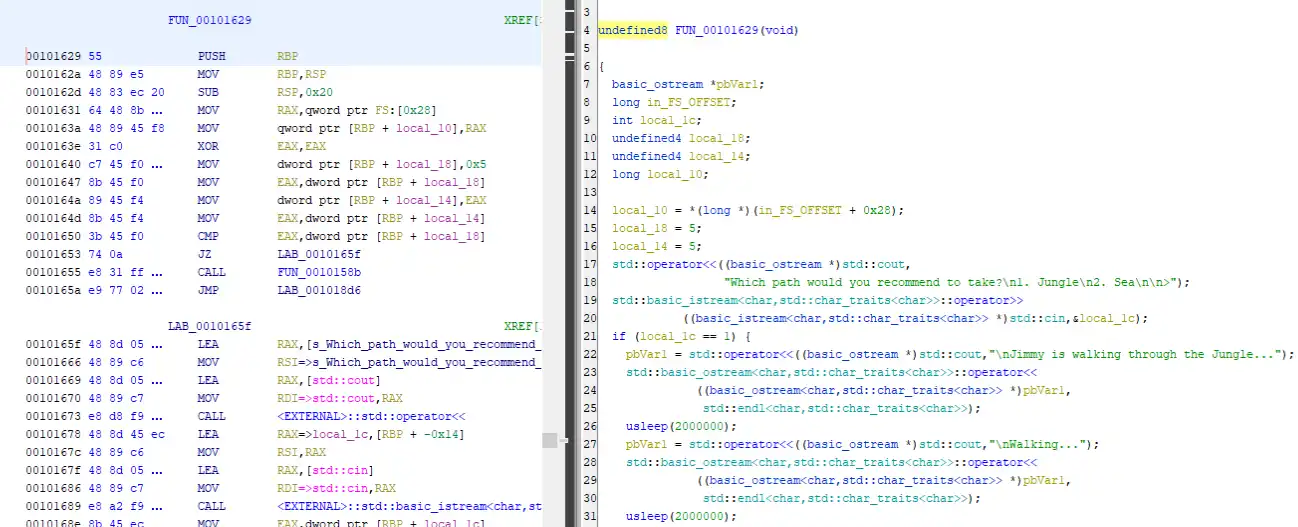 FUN_00101629 XREF[
00101629 55 PUSH RBP
0010162a 48 89 e5 MOV RBP,RSP
0010162d 48 83 ec 20 SUB RSP,0x20
00101631 64 48 8b ... MOV RAX,qword ptr FS:[0x28]
0010163a 48 89 45 f8 MOV qword ptr [RBP + local_10],RAX
0010163e 31 c0 XOR EAX,EAX
00101640 c7 45 f0 ... MOV dword ptr [RBP + local_18],0x5
00101647 8b 45 f0 MOV EAX,dword ptr [RBP + local_18]
0010164a 89 45 f4 MOV dword ptr [RBP + local_14],EAX
0010164d 8b 45 f4 MOV EAX,dword ptr [RBP + local_14]
00101650 3b 45 f0 CMP EAX,dword ptr [RBP + local_18]
00101653 74 0a JZ LAB_0010165f
00101655 e8 31 ff ... CALL FUN_0010158b
0010165a e9 77 02 ... JMP LAB_001018d6
LAB_0010165f XREF[
0010165f 48 8d 05 ... LEA RAX,[s_Which_path_would_you_recommend_
00101666 48 89 c6 MOV RSI=>s_Which_path_would_you_recommend_
00101669 48 8d 05 ... LEA RAX,[std::cout]
00101670 48 89 c7 MOV RDI=>std::cout,RAX
00101673 e8 d8 f9 ... CALL <EXTERNAL>::std::operator<<
00101678 48 8d 45 ec LEA RAX=>local_1c,[RBP + -0x14]
0010167c 48 89 c6 MOV RSI,RAX
0010167f 48 8d 05 ... LEA RAX,[std::cin]
00101686 48 89 c7 MOV RDI=>std::cin,RAX
00101689 e8 a2 f9 ... CALL <EXTERNAL>::std::basic_istream<char,st
0010168e 8b 45 ec MOV EAX,dword ptr [RBP + local_1c]
3
4 undefined8 FUN_00101629(void)
5
6 {
7 basic_ostream *pbVar1;
8 long in_FS_OFFSET;
9 int local_1c;
10 undefined4 local_18;
11 undefined4 local_14;
12 long local_10;
13
14 local_10 = *(long *)(in_FS_OFFSET + 0x28);
15 local_18 = 5;
16 local_14 = 5;
17 std::operator<<((basic_ostream *)std::cout,
18 "Which path would you recommend to take?\n1. Jungle\n2. Sea\n\n>");
19 std::basic_istream<char,std::char_traits<char>>::operator>>
20 ((basic_istream<char,std::char_traits<char>> *)std::cin,&local_1c);
21 if (local_1c == 1) {
22 pbVar1 = std::operator<<((basic_ostream *)std::cout,"\nJimmy is walking through the Jungle...");
23 std::basic_ostream<char,std::char_traits<char>>::operator<<
24 ((basic_ostream<char,std::char_traits<char>> *)pbVar1,
25 std::endl<char,std::char_traits<char>>);
26 usleep(2000000);
27 pbVar1 = std::operator<<((basic_ostream *)std::cout,"\nWalking...");
28 std::basic_ostream<char,std::char_traits<char>>::operator<<
29 ((basic_ostream<char,std::char_traits<char>> *)pbVar1,
30 std::endl<char,std::char_traits<char>>);
31 usleep(2000000);